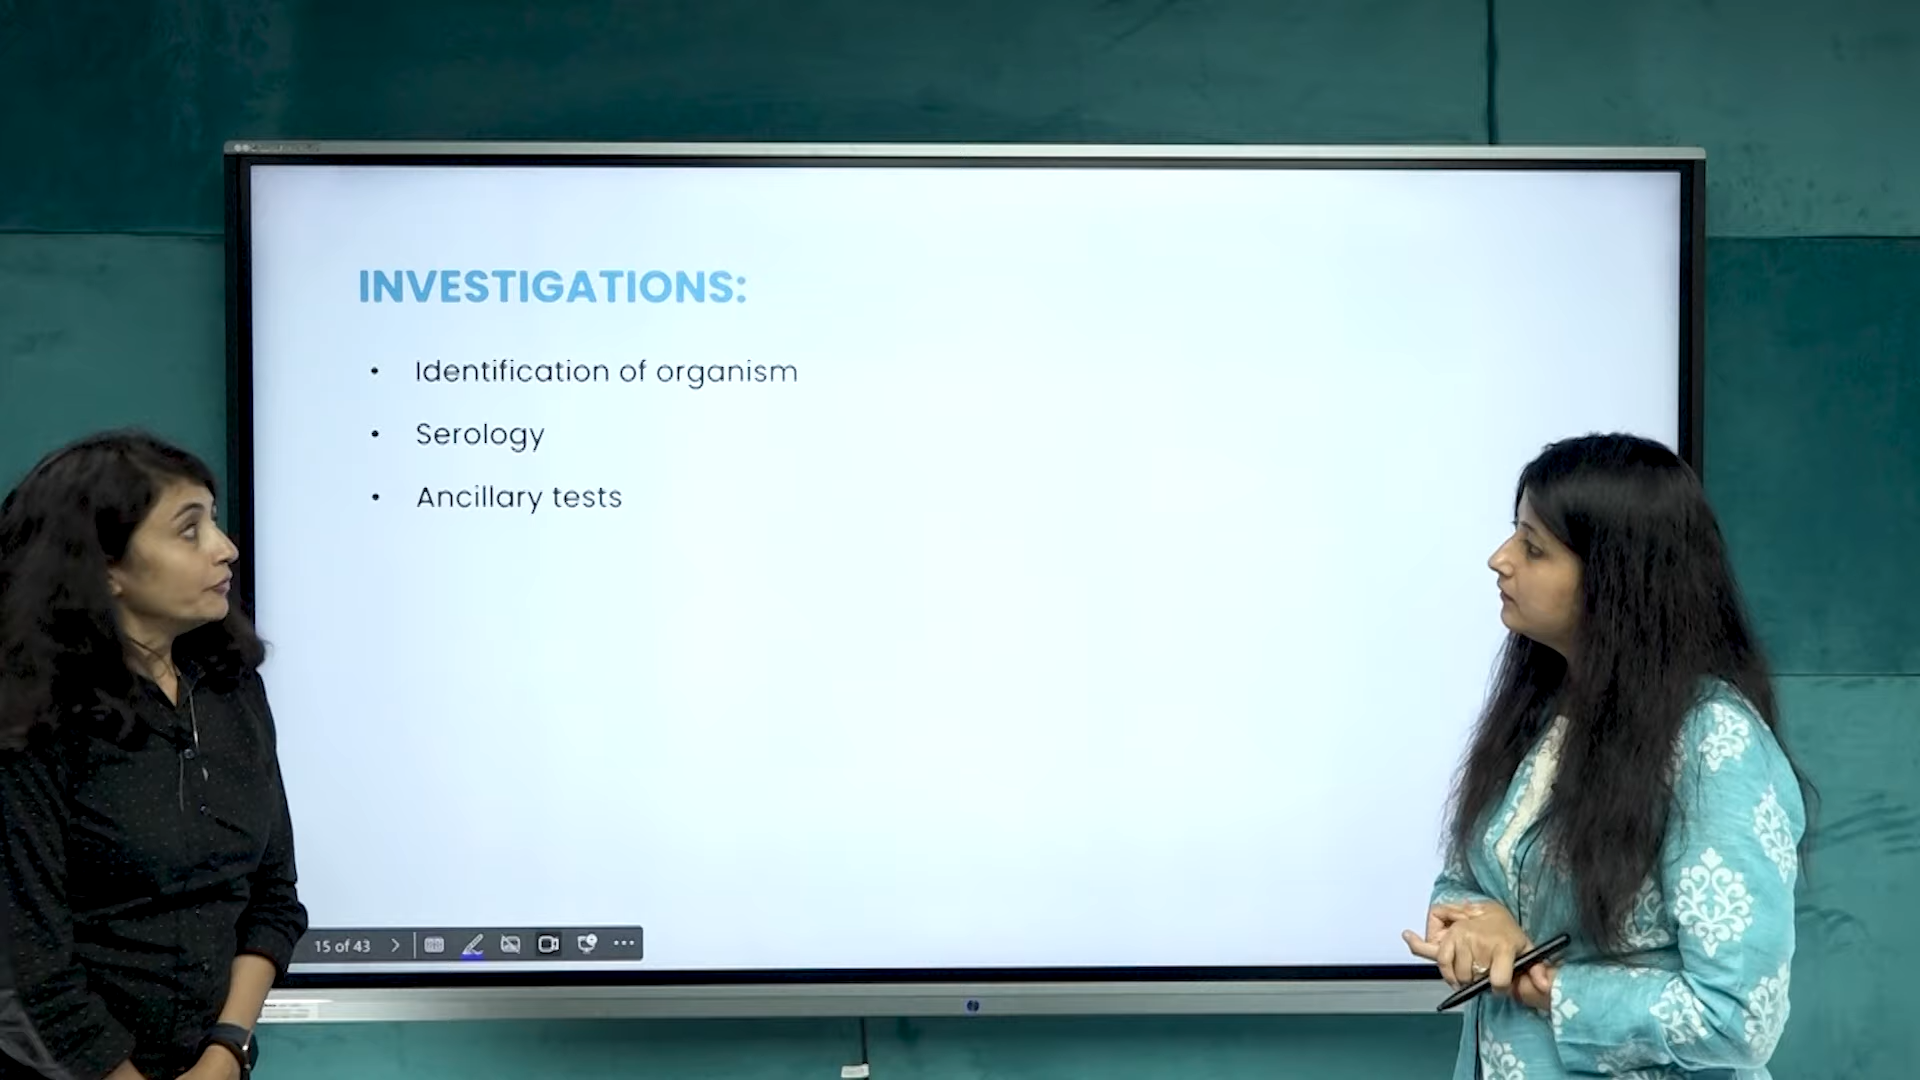 INVESTIGATIONS:
• Identification of organism
• Serology
• Ancillary tests
15 of 43